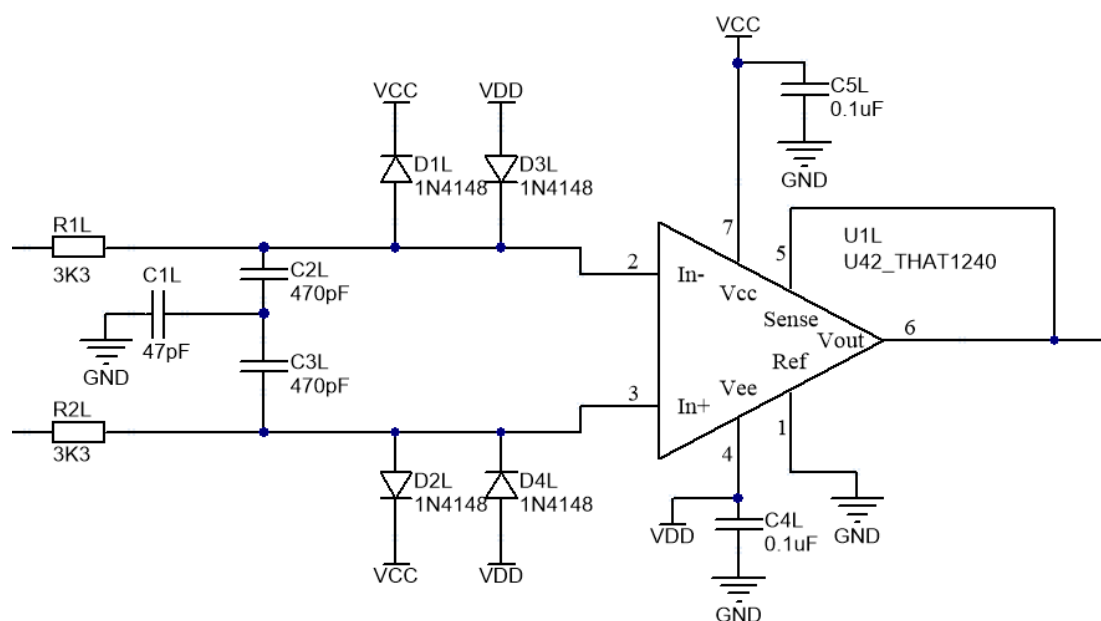 VCC
C5L
0.1uF
GND
VCC
VDD
D1L
1N4148
D3L
1N4148
R1L
3K3
C1L
47pF
GND
C2L
470pF
C3L
470pF
R2L
3K3
2
In-
7
Vcc
5
Sense
U1L
U42_THAT1240
Vout
6
Ref
3
In+
Vee
4
1
D2L
1N4148
D4L
1N4148
VCC
VDD
VDD
C4L
0.1uF
GND
GND